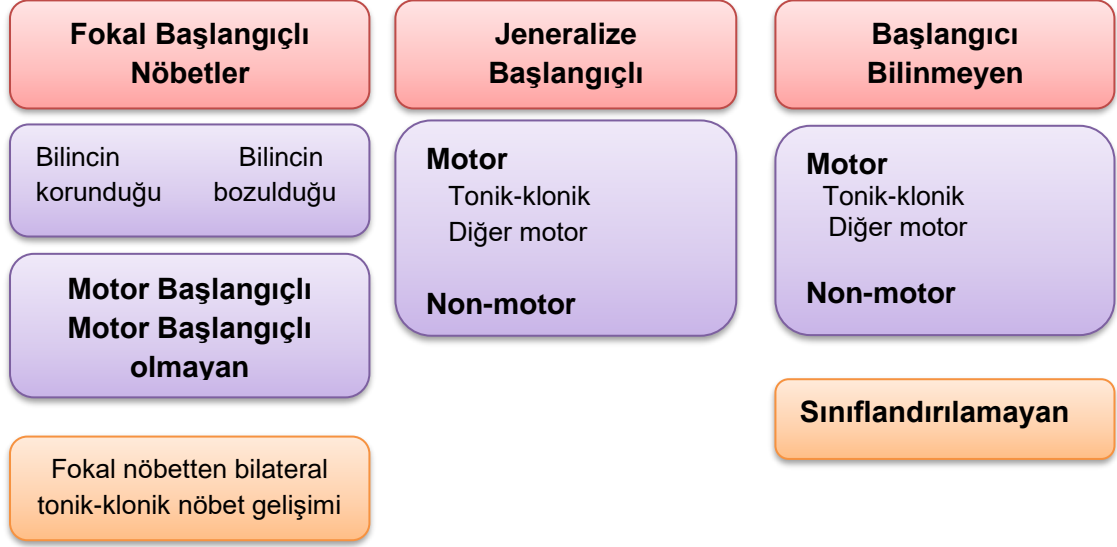 Fokal Başlangıçlı
Nöbetler
Bilincin Bilincin
korunduğu bozulduğu
Motor Başlangıçlı
Motor Başlangıçlı
olmayan
Fokal nöbetten bilateral
tonik-klonik nöbet gelişimi
Jeneralize
Başlangıçlı
Motor
Tonik-klonik
Diğer motor
Non-motor
Başlangıcı
Bilinmeyen
Motor
Tonik-klonik
Diğer motor
Non-motor
Sınıflandırılamayan